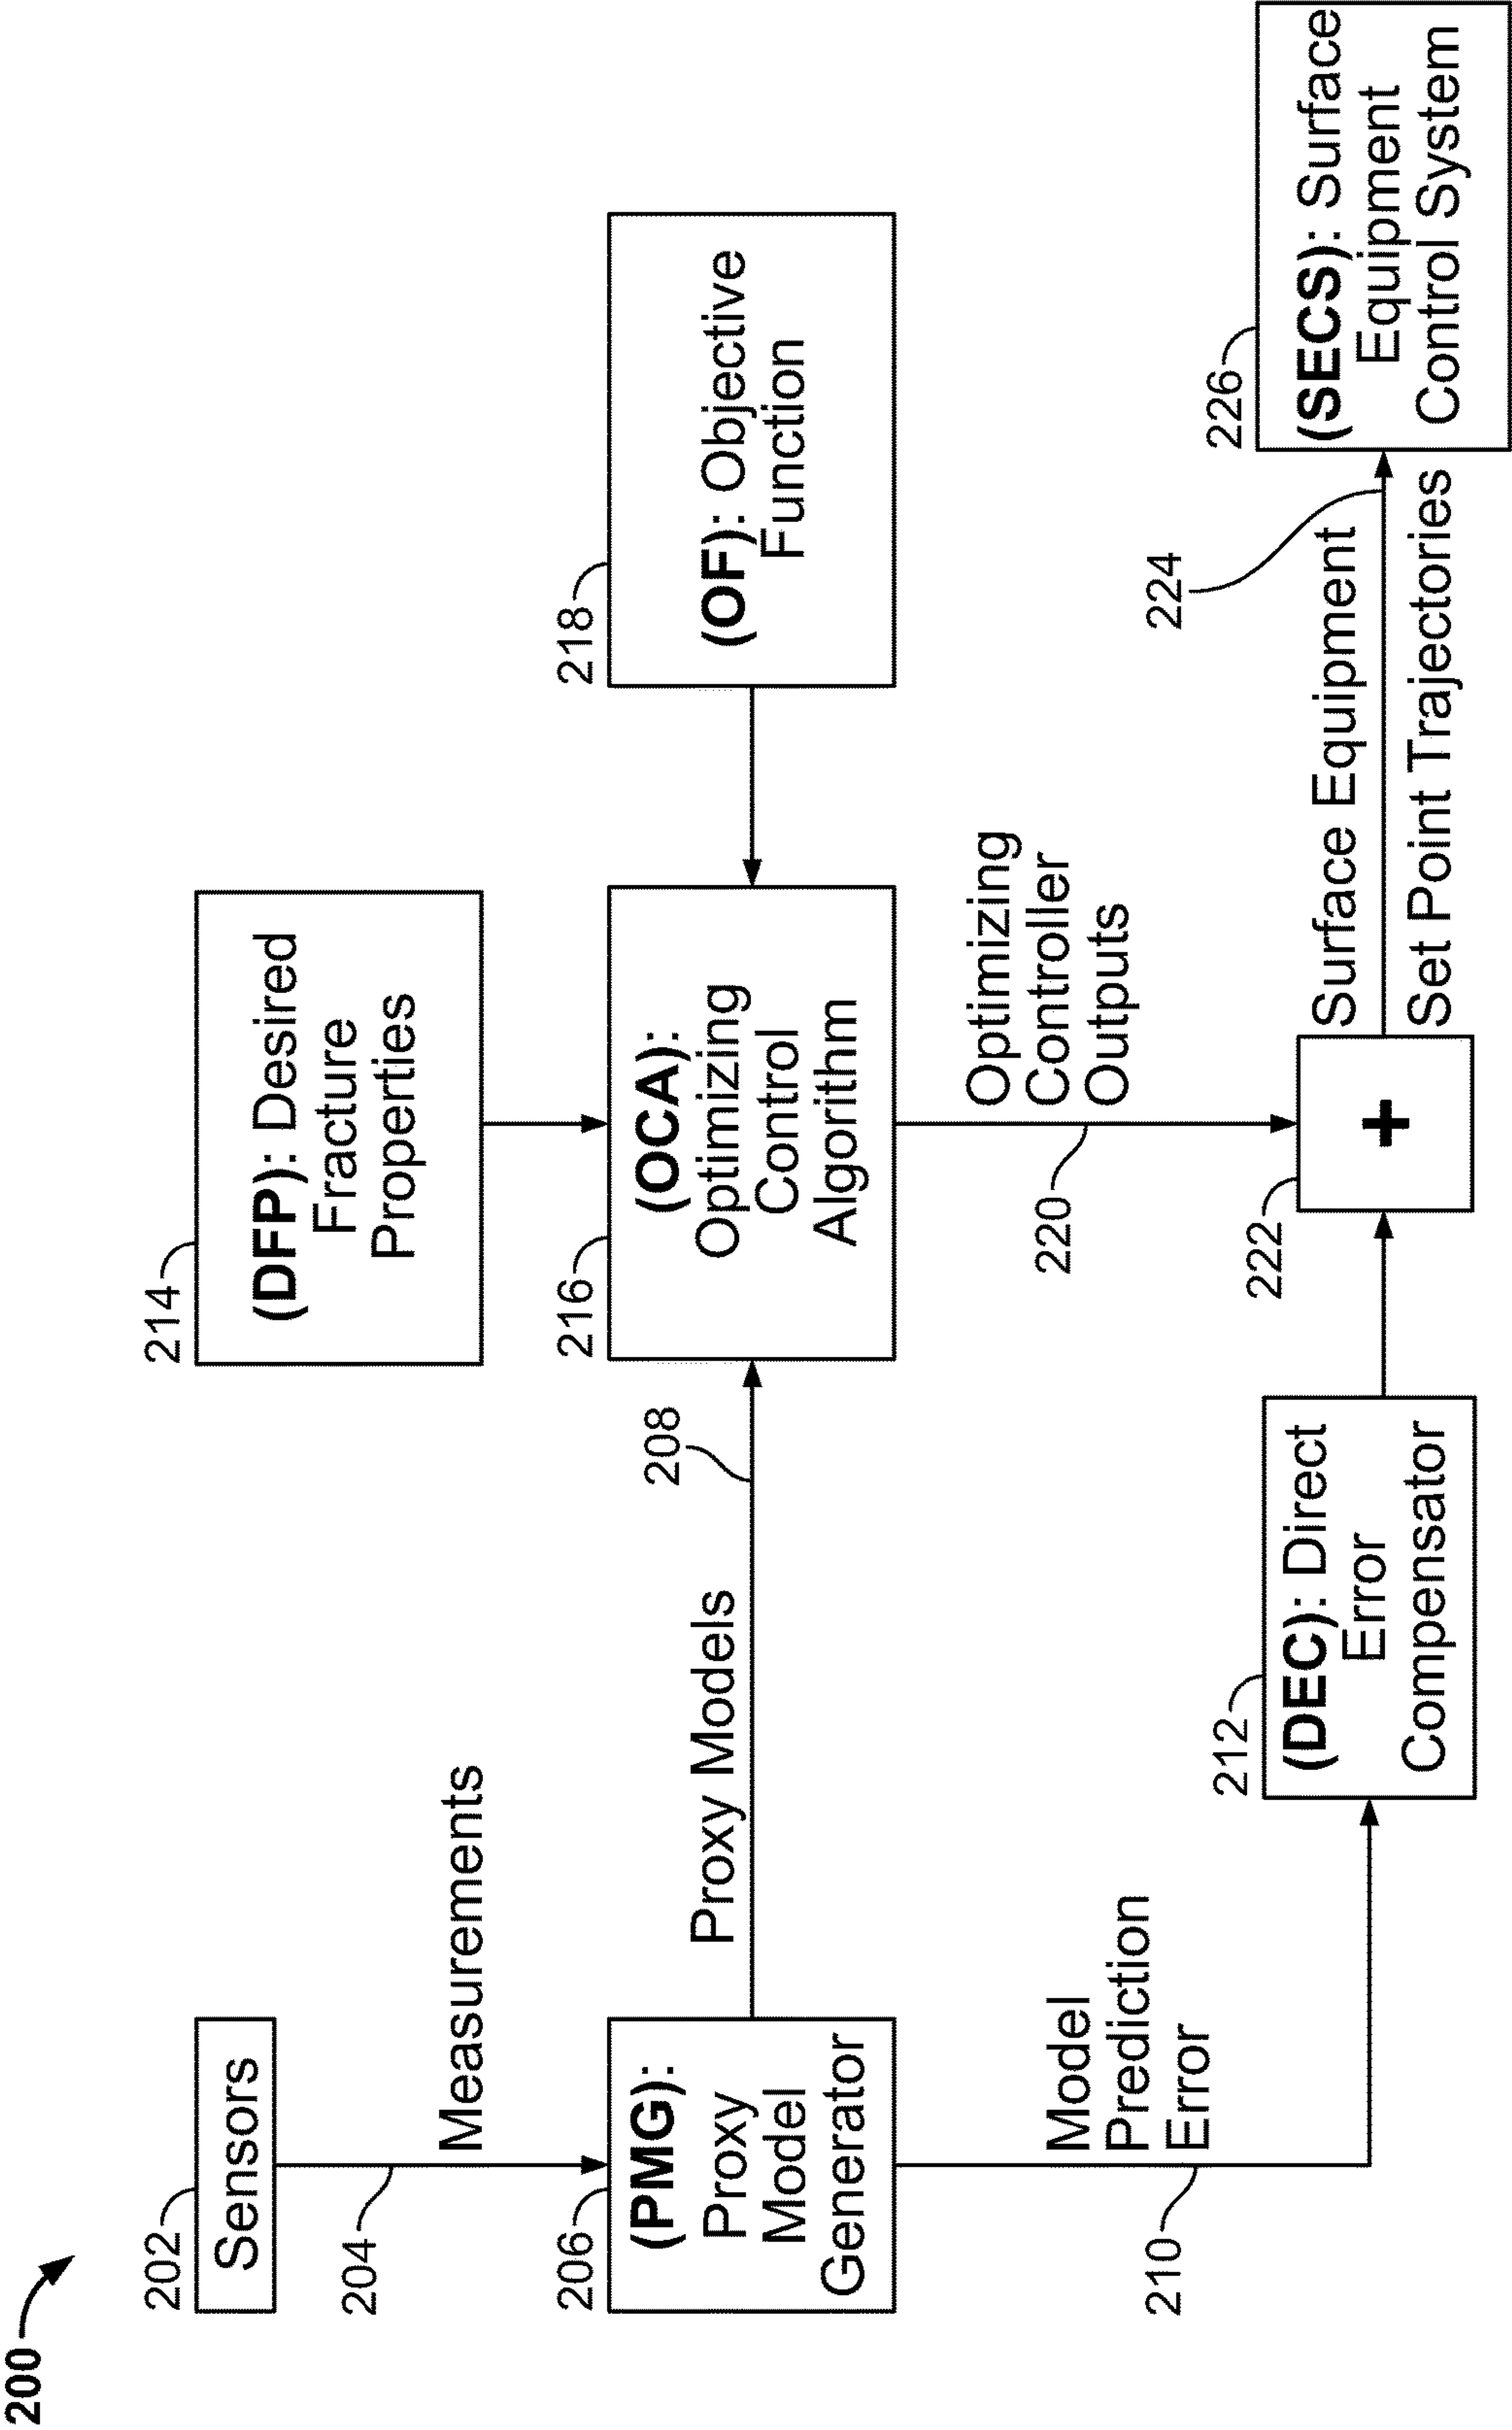 200
202
Sensors
204
Measurements
206
(PMG):
Proxy
Model
Generator
208
Proxy Models
210
Model
Prediction
Error
212
(DEC): Direct
Error
Compensator
214
(DFP): Desired
Fracture
Properties
216
(OCA):
Optimizing
Control
Algorithm
218
(OF): Objective
Function
220
Optimizing
Controller
Outputs
222
+
Surface Equipment
Set Point Trajectories
224
226
(SECS): Surface
Equipment
Control System